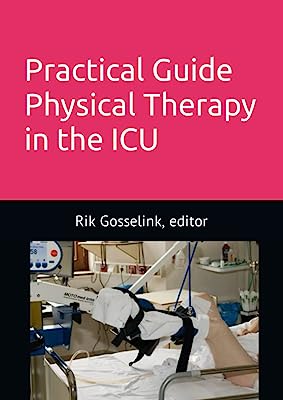 Practical Guide
Physical Therapy
in the ICU
Rik Gosselink, editor